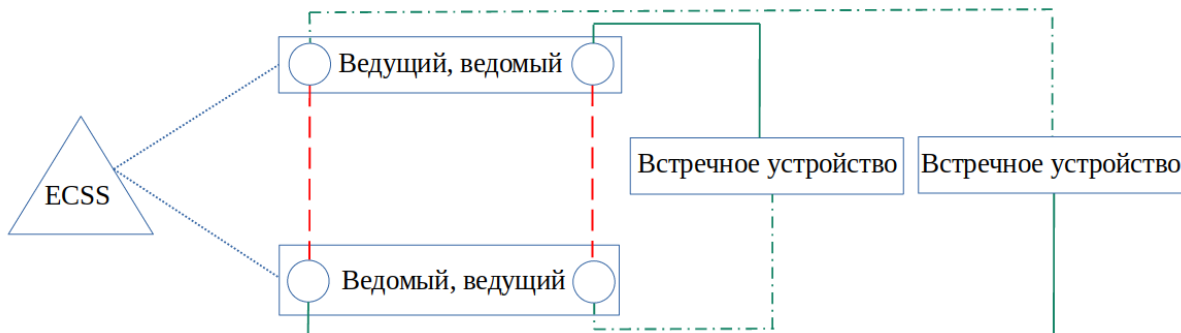 Ведущий, ведомый
Встречное устройство
Встречное устройство
ECSS
Ведомый, ведущий